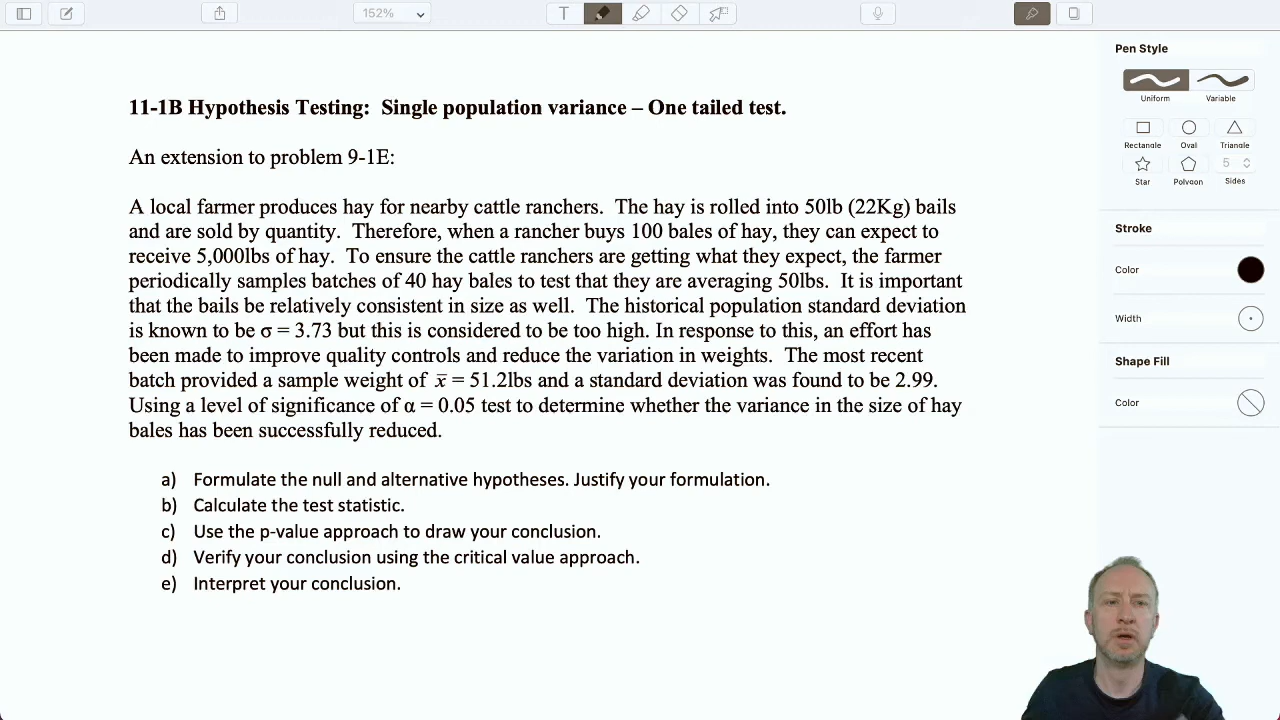 152%
T
11-1B Hypothesis Testing: Single population variance – One tailed test.
An extension to problem 9-1E:
A local farmer produces hay for nearby cattle ranchers. The hay is rolled into 50lb (22Kg) bails
and are sold by quantity. Therefore, when a rancher buys 100 bales of hay, they can expect to
receive 5,000lbs of hay. To ensure the cattle ranchers are getting what they expect, the farmer
periodically samples batches of 40 hay bales to test that they are averaging 50lbs. It is important
that the bails be relatively consistent in size as well. The historical population standard deviation
is known to be σ = 3.73 but this is considered to be too high. In response to this, an effort has
been made to improve quality controls and reduce the variation in weights. The most recent
batch provided a sample weight of x̅ = 51.2lbs and a standard deviation was found to be 2.99.
Using a level of significance of α = 0.05 test to determine whether the variance in the size of hay
bales has been successfully reduced.
a) Formulate the null and alternative hypotheses. Justify your formulation.
b) Calculate the test statistic.
c) Use the p-value approach to draw your conclusion.
d) Verify your conclusion using the critical value approach.
e) Interpret your conclusion.
Pen Style
Uniform Variable
Rectangle Oval Triangle
5
Star Polygon Sides
Stroke
Color
Width
Shape Fill
Color